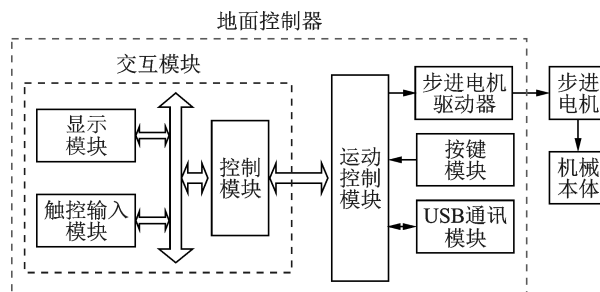 地面控制器
交互模块
显示
模块
触控输入
模块
控制
模块
运动
控制
模块
步进电机
驱动器
按键
模块
USB通讯
模块
步进
电机
机械
本体